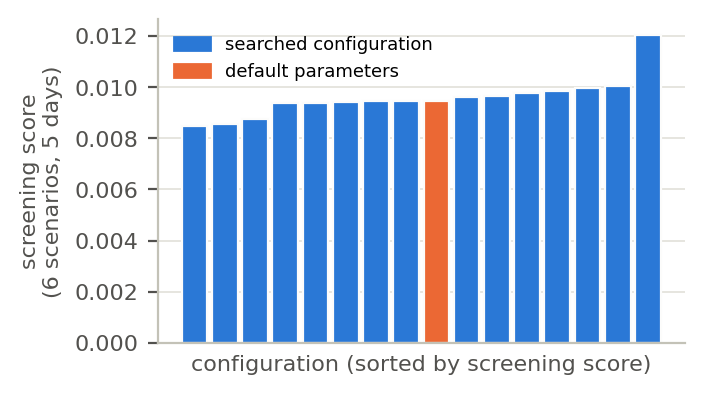 screening score
(6 scenarios, 5 days)
0.012
0.010
0.008
0.006
0.004
0.002
0.000
searched configuration
default parameters
configuration (sorted by screening score)